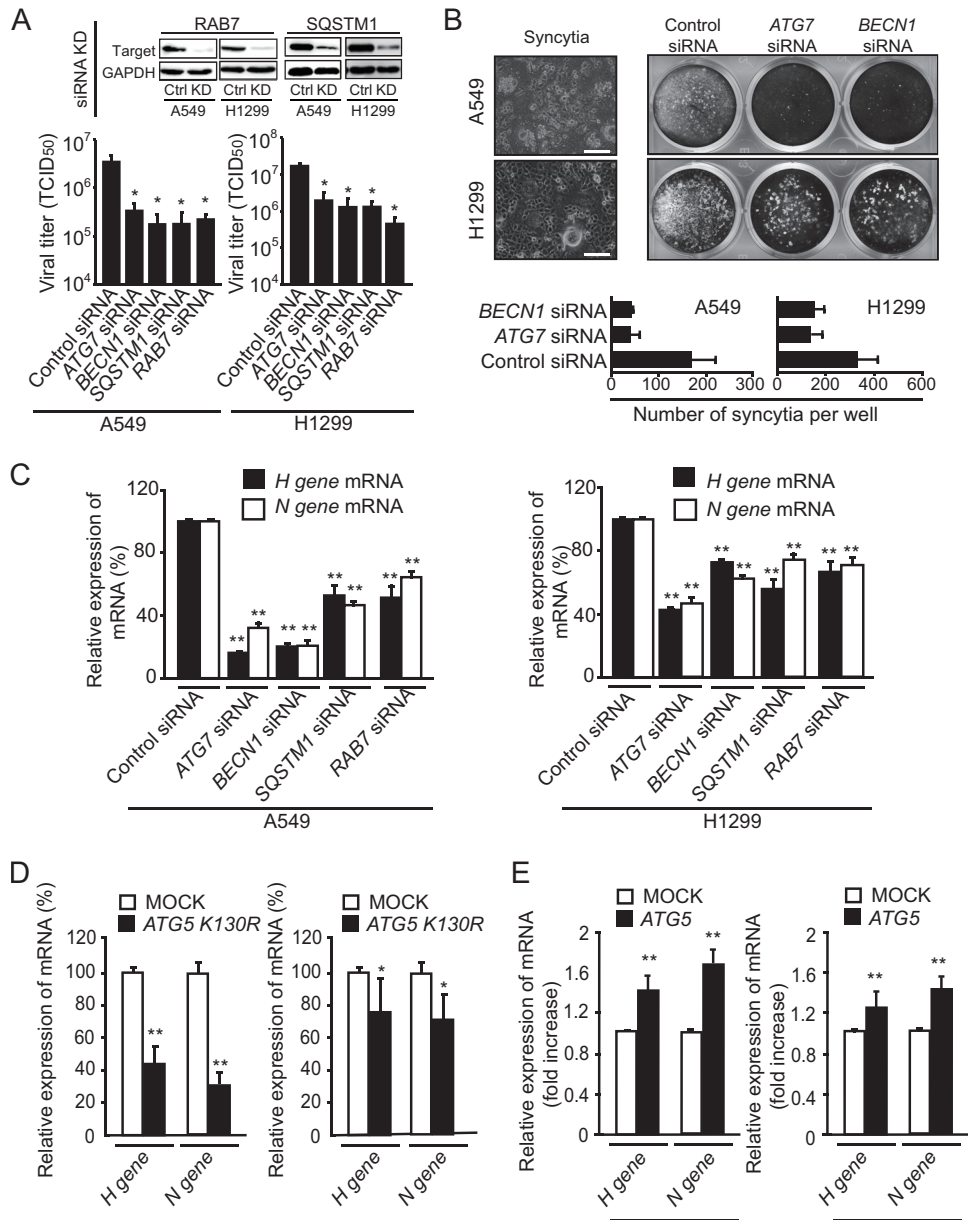 A
siRNA KD
RAB7
SQSTM1
Target
GAPDH
Ctrl KD
Ctrl KD
Ctrl KD
Ctrl KD
A549
H1299
A549
H1299
Viral titer (TCID50)
10^7
10^6
10^5
10^4
* * * *
Control siRNA
ATG7 siRNA
BECN1 siRNA
SQSTM1 siRNA
RAB7 siRNA
A549
Viral titer (TCID50)
10^8
10^7
10^6
10^5
10^4
* * * *
Control siRNA
ATG7 siRNA
BECN1 siRNA
SQSTM1 siRNA
RAB7 siRNA
H1299
B
Syncytia
A549
H1299
Control siRNA
ATG7 siRNA
BECN1 siRNA
BECN1 siRNA
ATG7 siRNA
Control siRNA
A549
0 100 200 300
H1299
0 200 400 600
Number of syncytia per well
C
H gene mRNA
N gene mRNA
Relative expression of mRNA (%)
120
80
40
0
** ** ** ** ** ** ** **
Control siRNA
ATG7 siRNA
BECN1 siRNA
SQSTM1 siRNA
RAB7 siRNA
A549
H gene mRNA
N gene mRNA
Relative expression of mRNA (%)
120
80
40
0
** ** ** ** ** ** ** **
Control siRNA
ATG7 siRNA
BECN1 siRNA
SQSTM1 siRNA
RAB7 siRNA
H1299
D
MOCK
ATG5 K130R
Relative expression of mRNA (%)
120
100
80
60
40
20
0
** **
H gene
N gene
MOCK
ATG5 K130R
Relative expression of mRNA (%)
120
100
80
60
40
20
0
* *
H gene
N gene
E
MOCK
ATG5
Relative expression of mRNA (fold increase)
2
1.6
1.2
0.4
0
** **
H gene
N gene
MOCK
ATG5
Relative expression of mRNA (fold increase)
2
1.6
1.2
0.4
0
** **
H gene
N gene